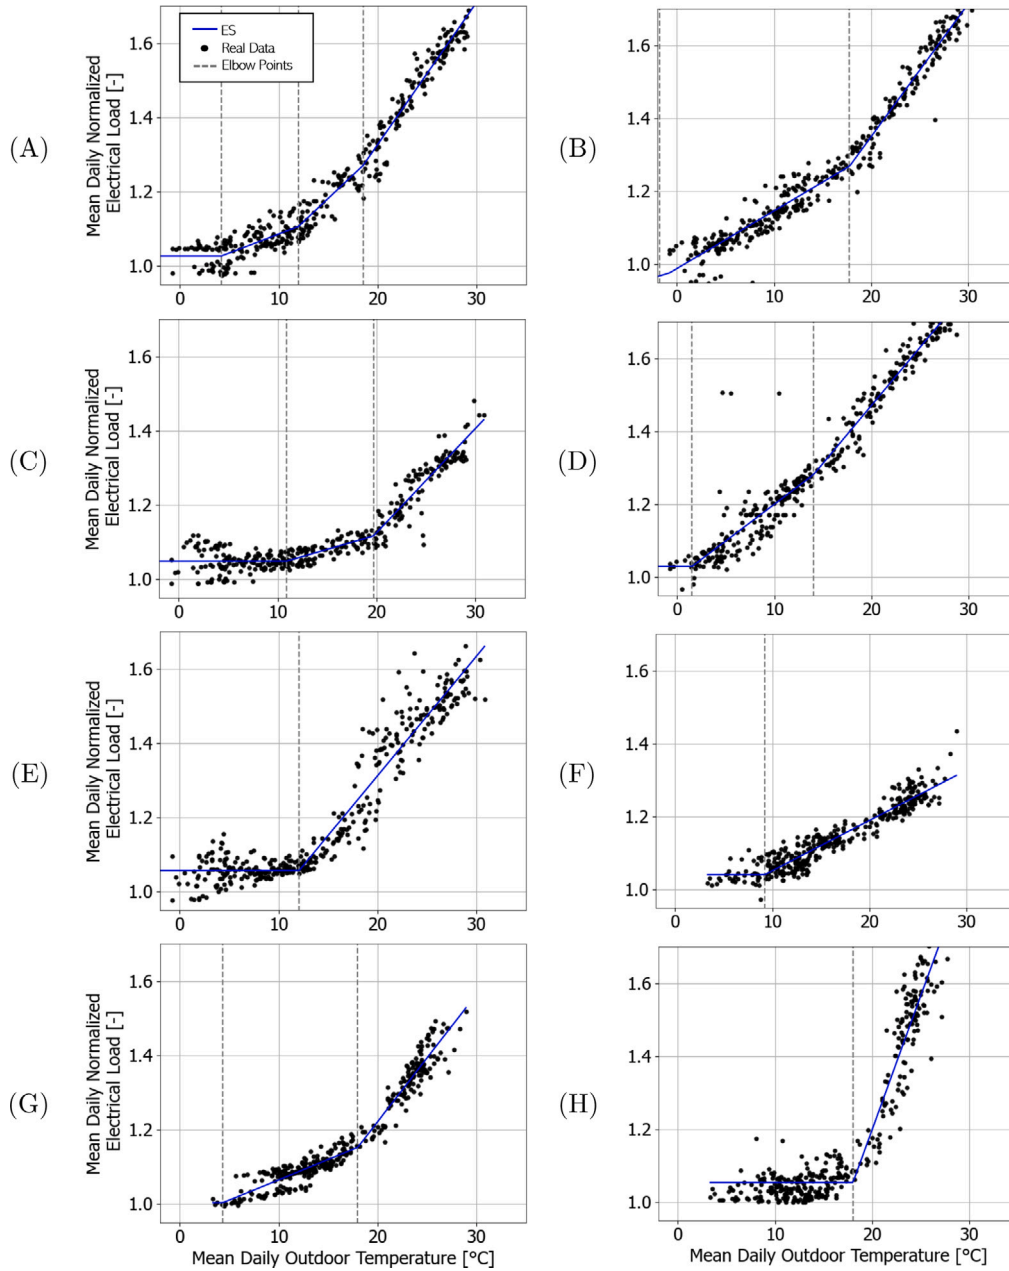 ES
Real Data
Elbow Points
(A)
Mean Daily Normalized
Electrical Load [-]
1.6
1.4
1.2
1.0
0 10 20 30
(B)
1.6
1.4
1.2
1.0
0 10 20 30
(C)
Mean Daily Normalized
Electrical Load [-]
1.6
1.4
1.2
1.0
0 10 20 30
(D)
1.6
1.4
1.2
1.0
0 10 20 30
(E)
Mean Daily Normalized
Electrical Load [-]
1.6
1.4
1.2
1.0
0 10 20 30
(F)
1.6
1.4
1.2
1.0
0 10 20 30
(G)
Mean Daily Normalized
Electrical Load [-]
1.6
1.4
1.2
1.0
0 10 20 30
Mean Daily Outdoor Temperature [°C]
(H)
1.6
1.4
1.2
1.0
0 10 20 30
Mean Daily Outdoor Temperature [°C]